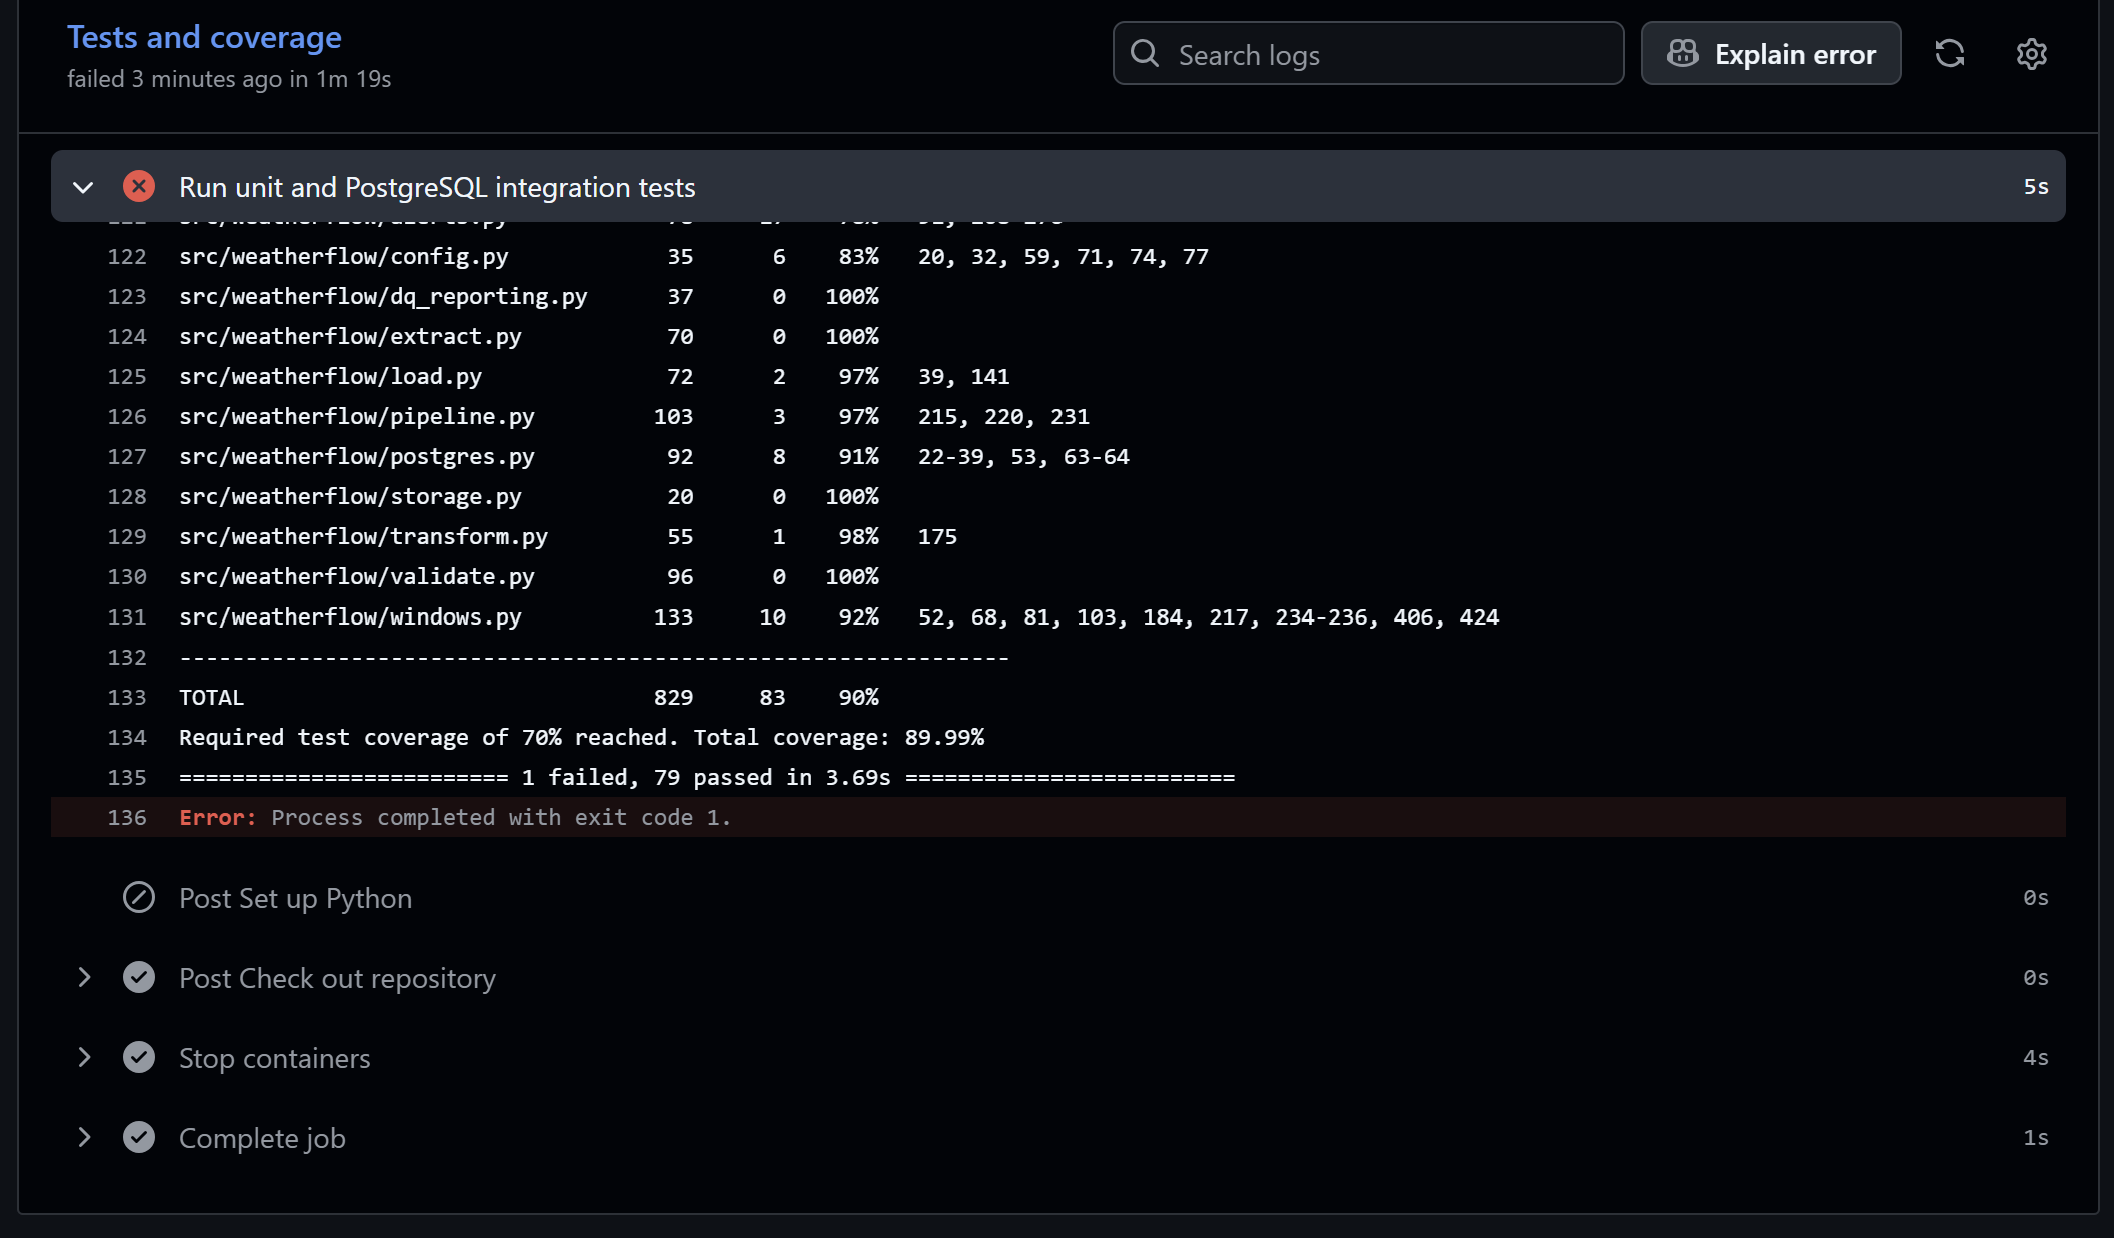 Tests and coverage
failed 3 minutes ago in 1m 19s
Search logs
Explain error
Run unit and PostgreSQL integration tests 5s
122 src/weatherflow/config.py 35 6 83% 20, 32, 59, 71, 74, 77
123 src/weatherflow/dq_reporting.py 37 0 100%
124 src/weatherflow/extract.py 70 0 100%
125 src/weatherflow/load.py 72 2 97% 39, 141
126 src/weatherflow/pipeline.py 103 3 97% 215, 220, 231
127 src/weatherflow/postgres.py 92 8 91% 22-39, 53, 63-64
128 src/weatherflow/storage.py 20 0 100%
129 src/weatherflow/transform.py 55 1 98% 175
130 src/weatherflow/validate.py 96 0 100%
131 src/weatherflow/windows.py 133 10 92% 52, 68, 81, 103, 184, 217, 234-236, 406, 424
132 ---------------------------------------------------------------
133 TOTAL 829 83 90%
134 Required test coverage of 70% reached. Total coverage: 89.99%
135 ========================= 1 failed, 79 passed in 3.69s =========================
136 Error: Process completed with exit code 1.
Post Set up Python 0s
Post Check out repository 0s
Stop containers 4s
Complete job 1s